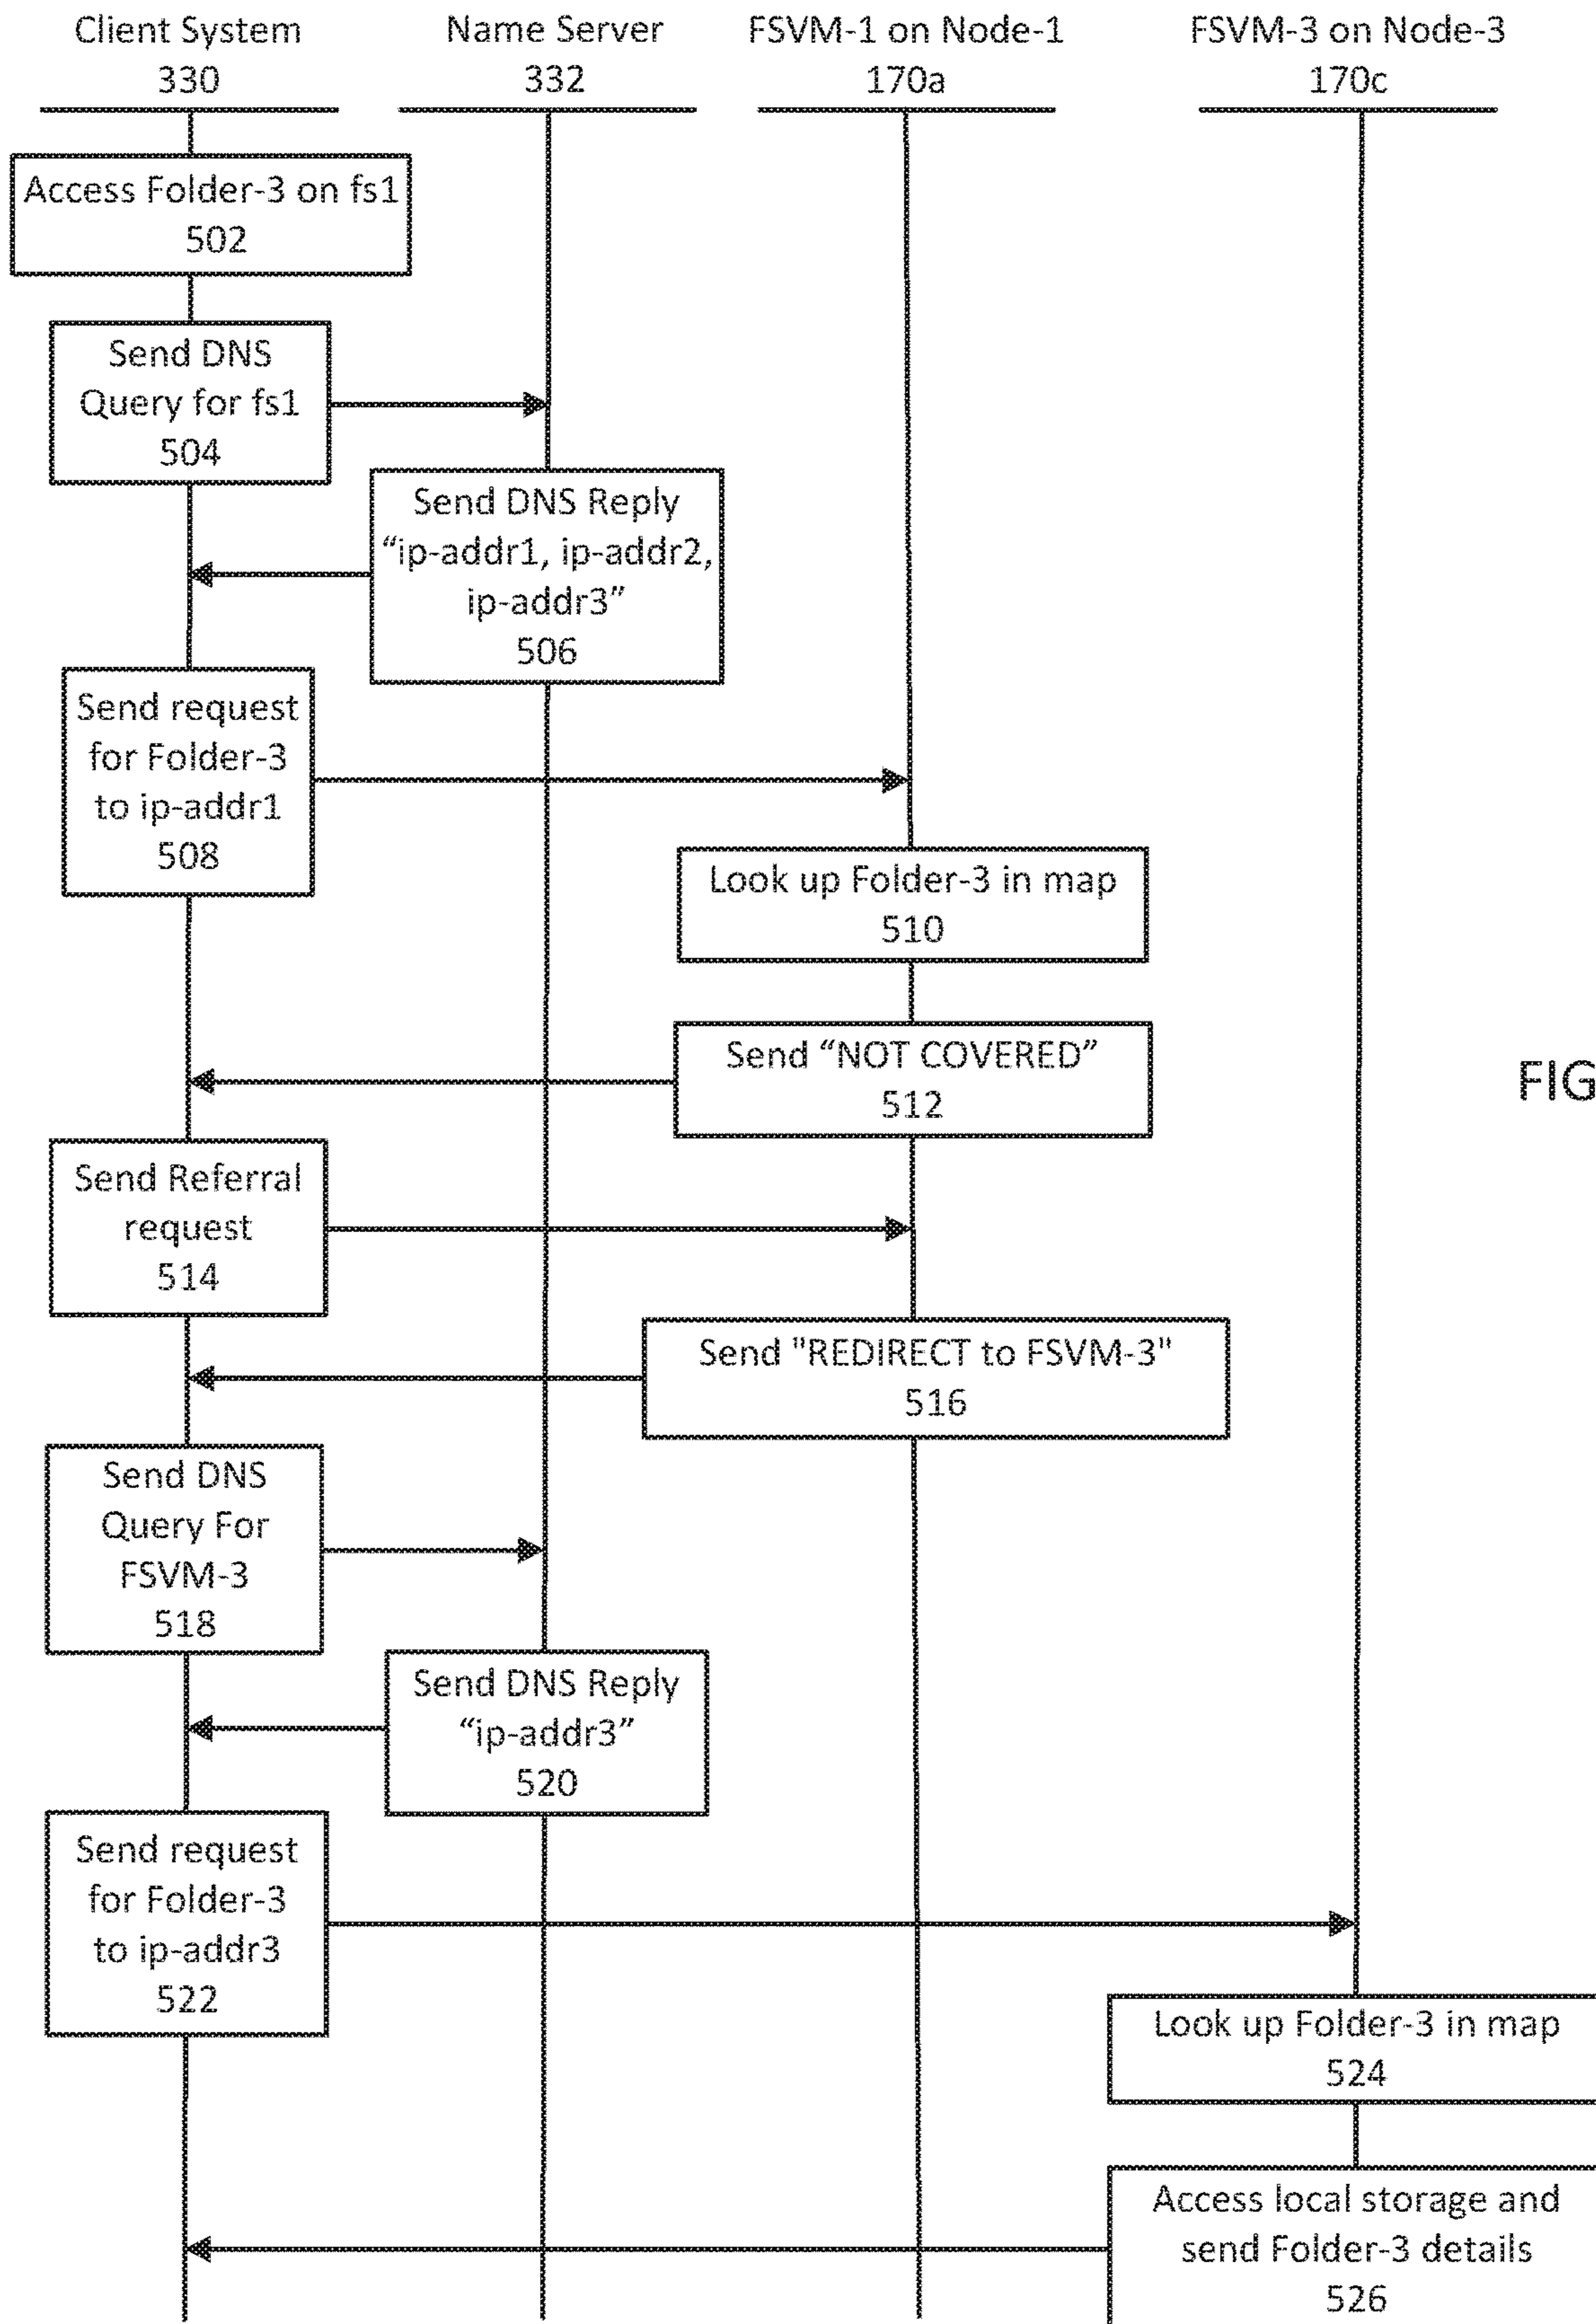 Client System
330
Name Server
332
FSVM-1 on Node-1
170a
FSVM-3 on Node-3
170c
Access Folder-3 on fs1
502
Send DNS
Query for fs1
504
Send DNS Reply
“ip-addr1, ip-addr2,
ip-addr3”
506
Send request
for Folder-3
to ip-addr1
508
Look up Folder-3 in map
510
Send “NOT COVERED”
512
FIG
Send Referral
request
514
Send "REDIRECT to FSVM-3"
516
Send DNS
Query For
FSVM-3
518
Send DNS Reply
“ip-addr3”
520
Send request
for Folder-3
to ip-addr3
522
Look up Folder-3 in map
524
Access local storage and
send Folder-3 details
526